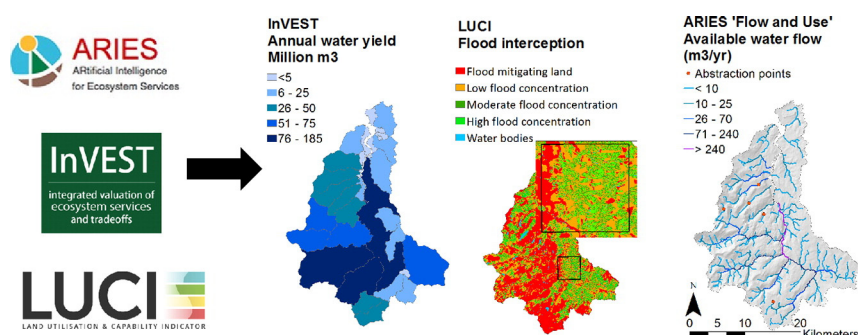 ARIES
ARtificial Intelligence
for Ecosystem Services
InVEST
integrated valuation of
ecosystem services
and tradeoffs
LUCI
LAND UTILISATION & CAPABILITY INDICATOR
InVEST
Annual water yield
Million m3
<5
6 - 25
26 - 50
51 - 75
76 - 185
LUCI
Flood interception
Flood mitigating land
Low flood concentration
Moderate flood concentration
High flood concentration
Water bodies
ARIES 'Flow and Use'
Available water flow
(m3/yr)
Abstraction points
< 10
10 - 25
26 - 70
71 - 240
> 240
N
0 5 10 20
Kilometers